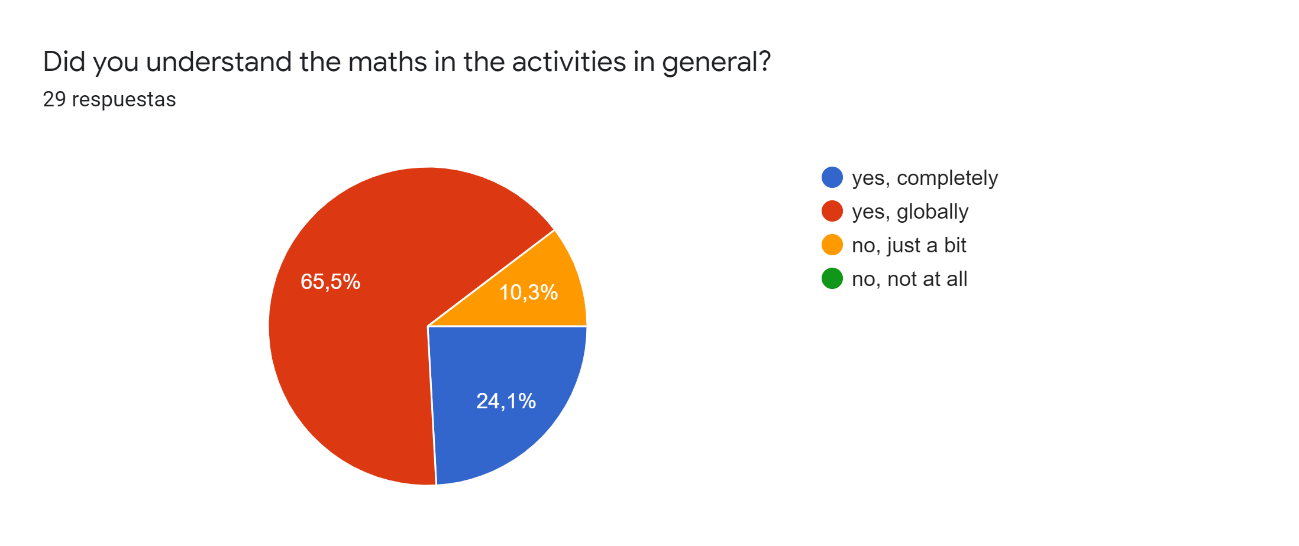 Did you understand the maths in the activities in general?
29 respuestas
yes, completely
yes, globally
no, just a bit
no, not at all
65,5%
10,3%
24,1%